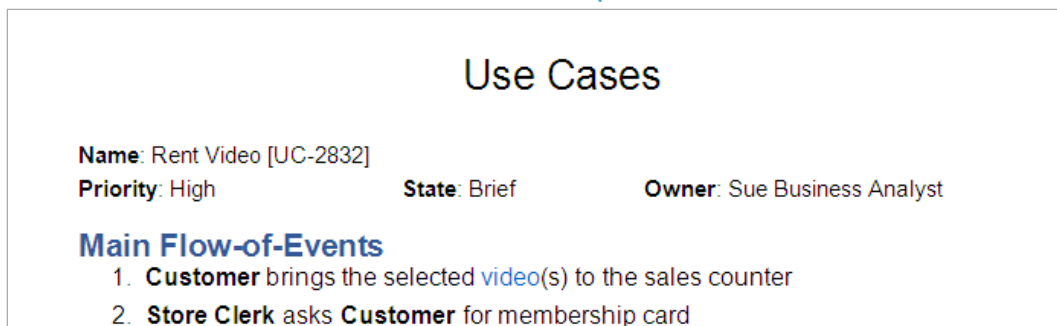 Use Cases
Name: Rent Video [UC-2832]
Priority: High State: Brief Owner: Sue Business Analyst
Main Flow-of-Events
1. Customer brings the selected video(s) to the sales counter
2. Store Clerk asks Customer for membership card